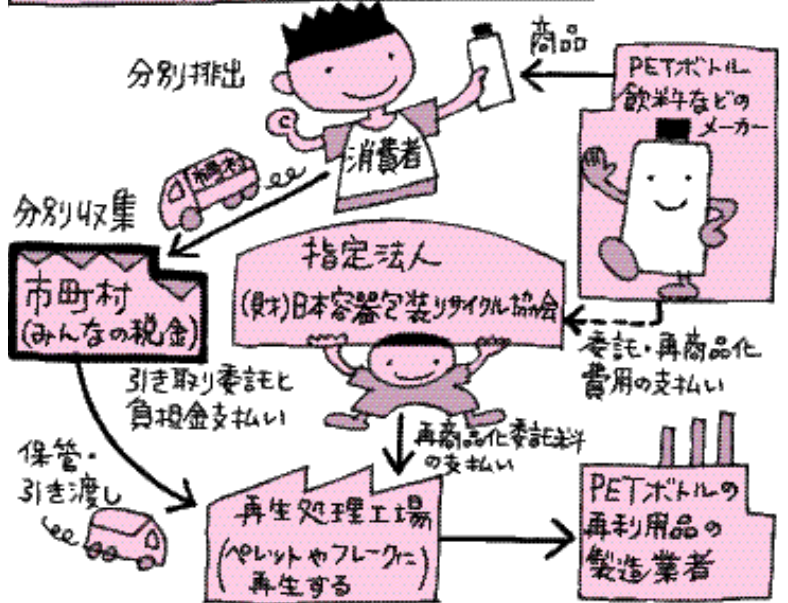 商品
分別排出
PETボトル
飲料などの
メーカー
消費者
市町村
分別収集
指定法人
(財)日本容器包装リサイクル協会
市町村
(みんなの税金)
委託・再商品化
費用の支払い
引き取り委託と
負担金支払い
再商品化委託料
の支払い
保管・
引き渡し
再生処理工場
(ペレットやフレークに
再生する)
PETボトルの
再利用品の
製造業者